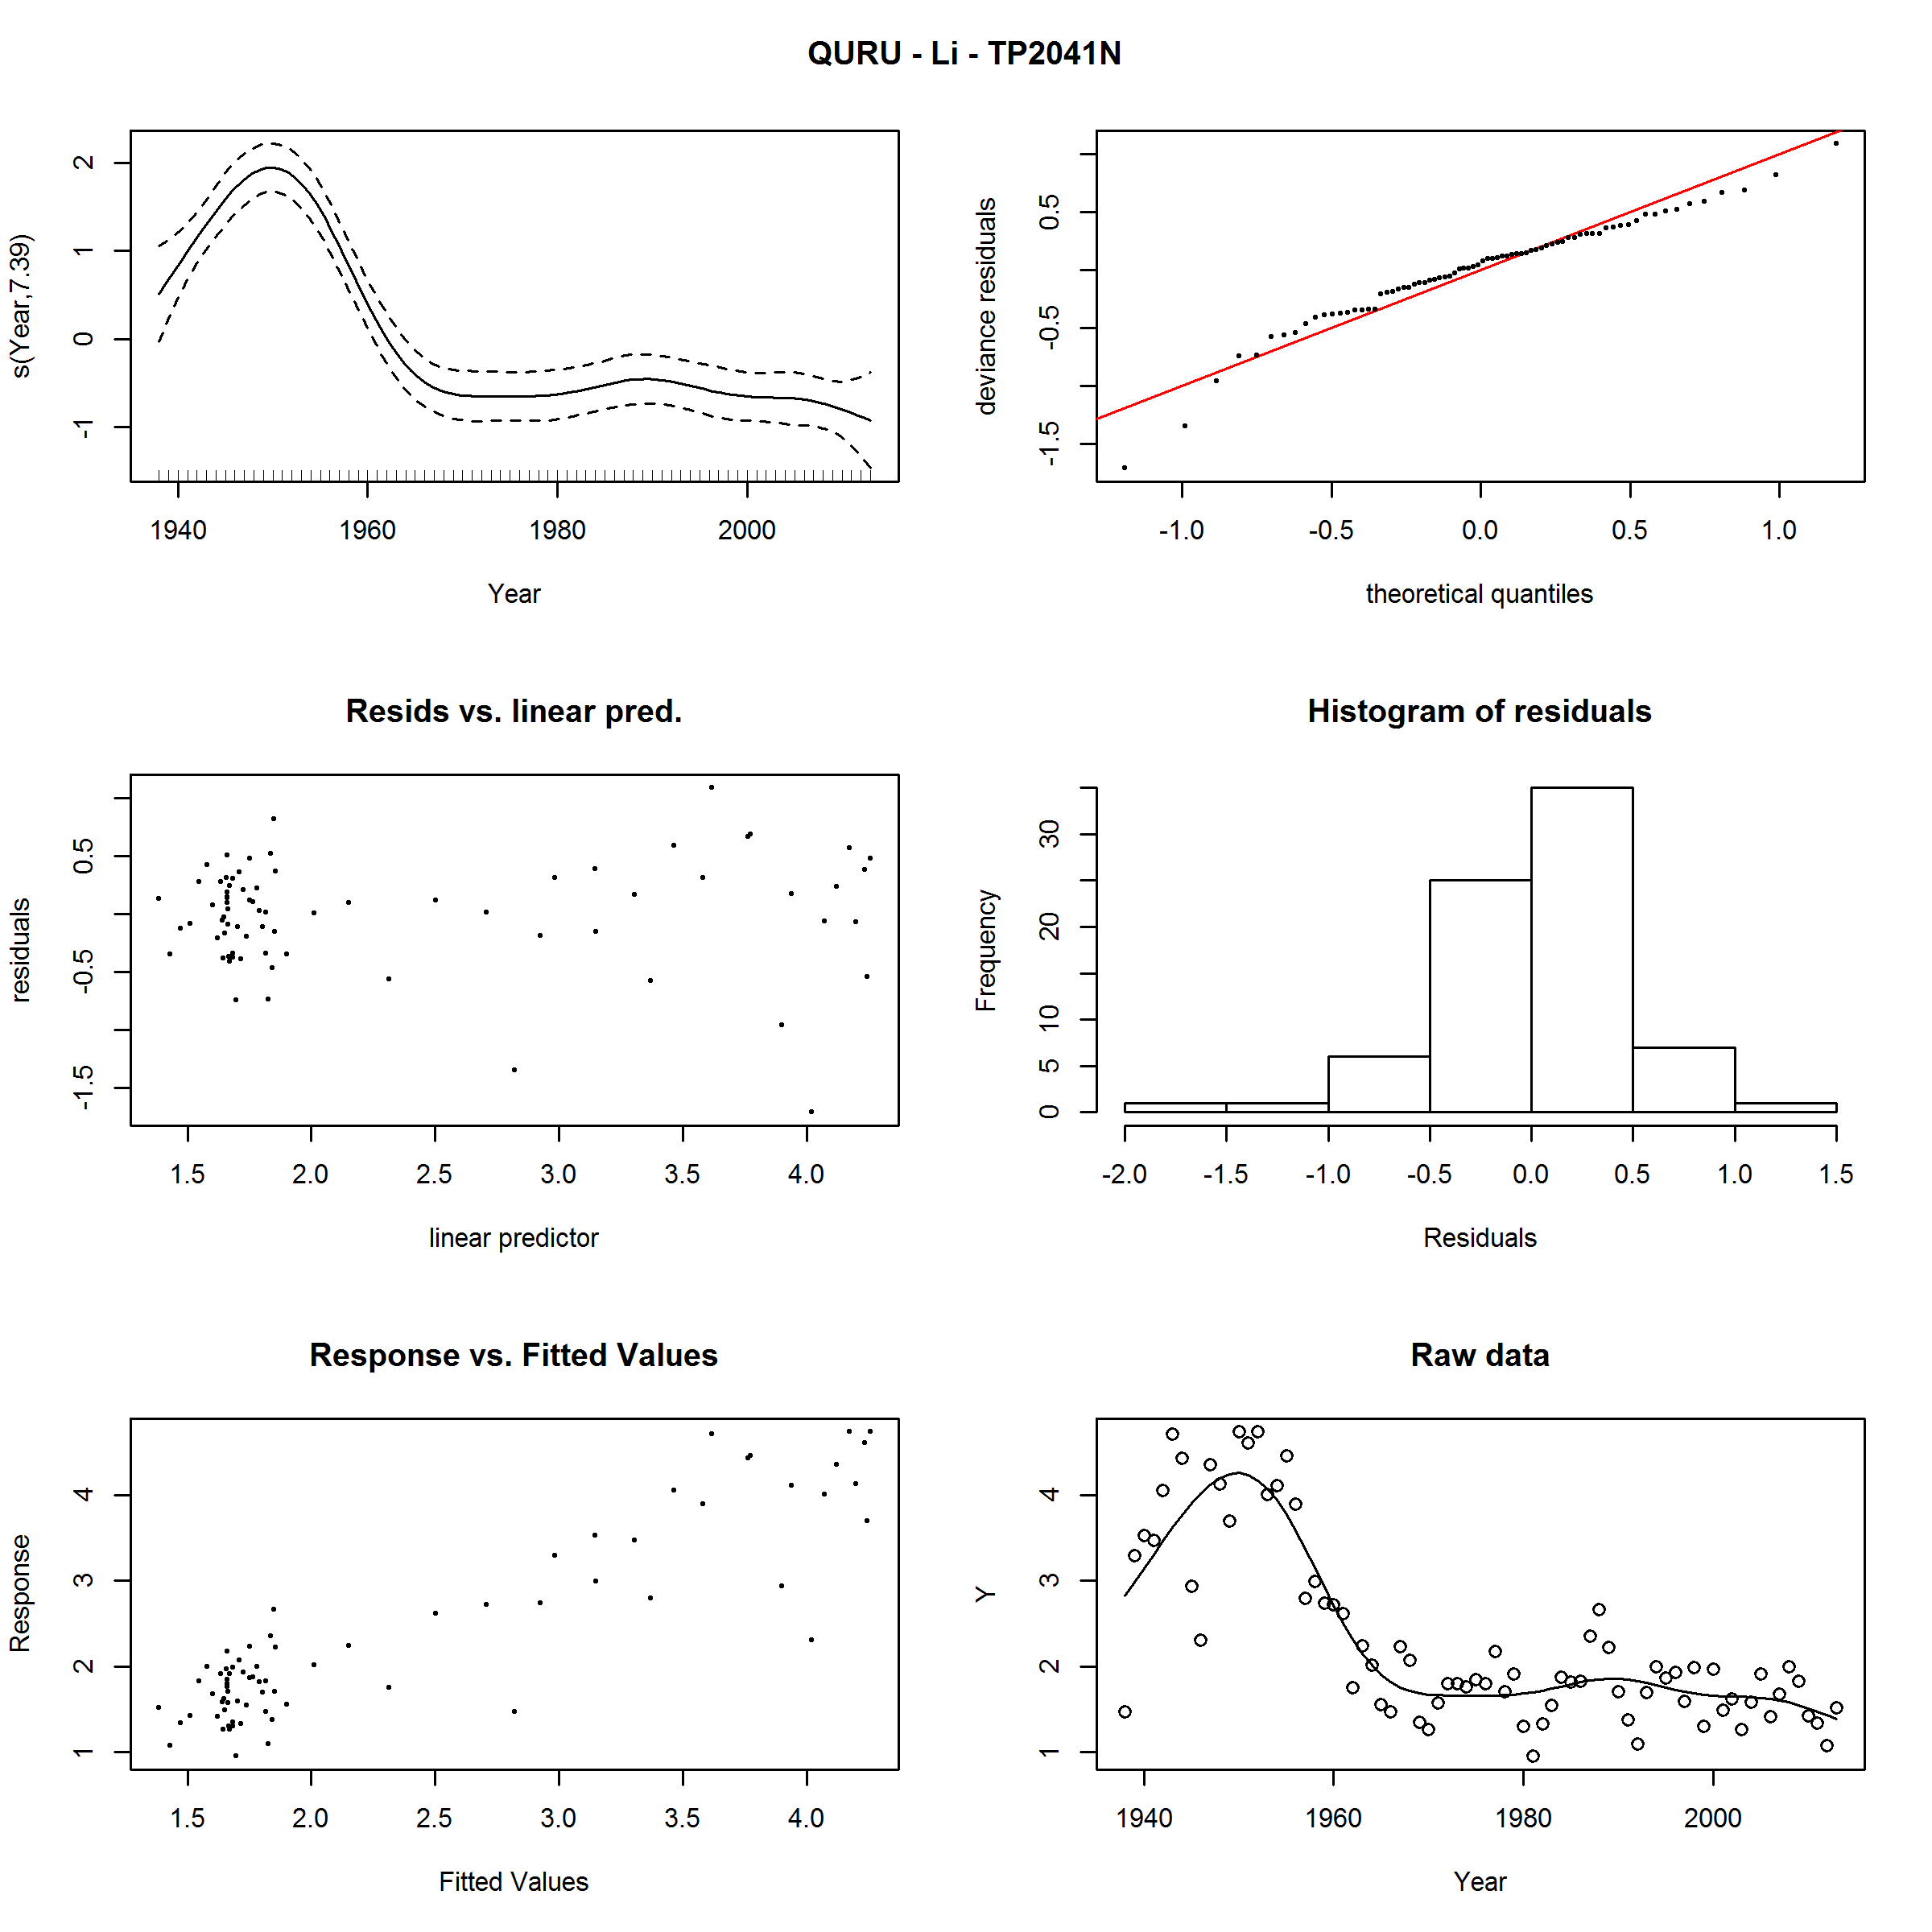 QURU - Li - TP2041N
s(Year,7.39)
2
1
0
-1
1940 1960 1980 2000
Year
deviance residuals
0.5
-0.5
-1.5
-1.0 -0.5 0.0 0.5 1.0
theoretical quantiles
Resids vs. linear pred.
residuals
0.5
-0.5
-1.5
1.5 2.0 2.5 3.0 3.5 4.0
linear predictor
Histogram of residuals
Frequency
30
20
10
5
0
-2.0 -1.5 -1.0 -0.5 0.0 0.5 1.0 1.5
Residuals
Response vs. Fitted Values
Response
4
3
2
1
1.5 2.0 2.5 3.0 3.5 4.0
Fitted Values
Raw data
Y
4
3
2
1
1940 1960 1980 2000
Year